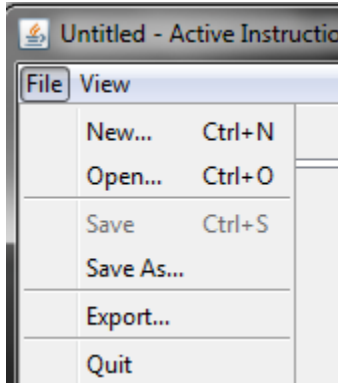 Untitled - Active Instructio
File View
New... Ctrl+N
Open... Ctrl+O
Save Ctrl+S
Save As...
Export...
Quit